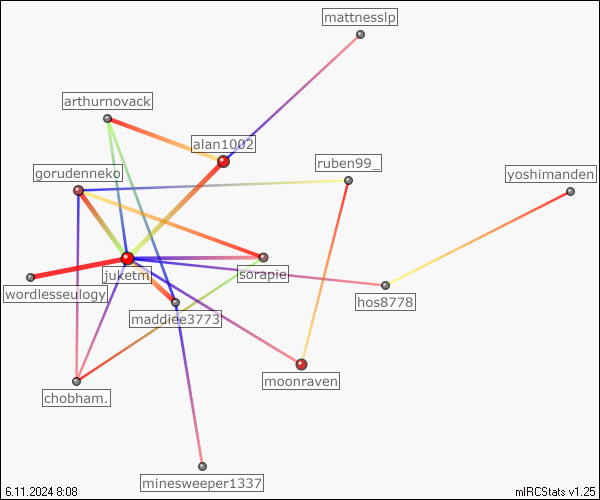 mattnesslp
arthurnovack
alan1002
ruben99_
gorudenneko
yoshimanden
juketm
sorapie
wordlesseulogy
hos8778
maddiee3773
moonraven
chobham.
minesweeper1337
6.11.2024 8:08
mIRCStats v1.25